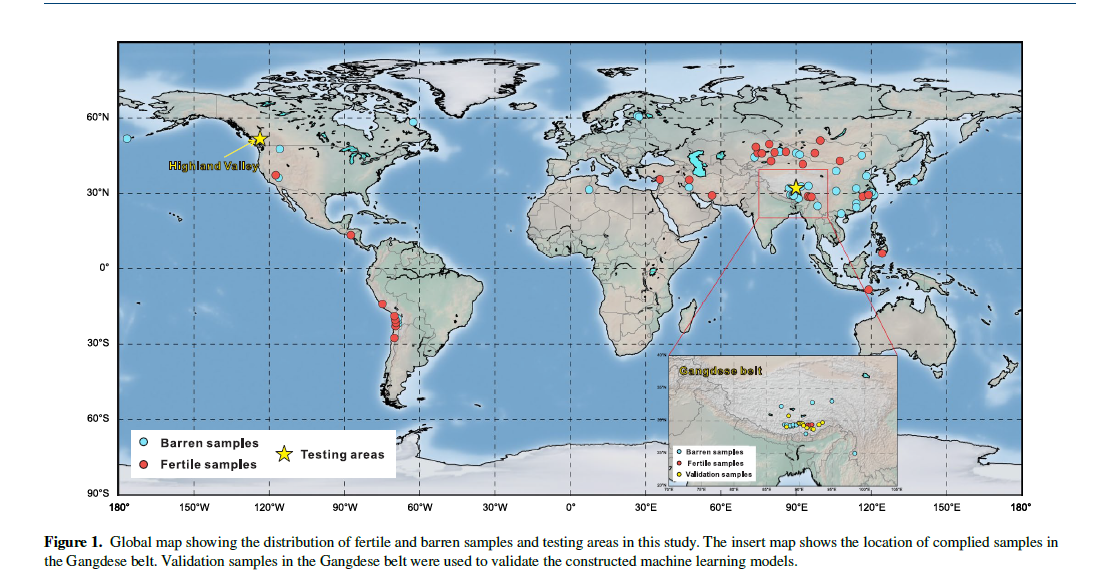 60°N
30°N
0°
30°S
60°S
90°S
180°
150°W
120°W
90°W
60°W
30°W
0°
30°E
60°E
90°E
120°E
150°E
180°
Highland Valley
Gangdese belt
Barren samples
Fertile samples
Validation samples
Barren samples
Fertile samples
Testing areas
Figure 1. Global map showing the distribution of fertile and barren samples and testing areas in this study. The insert map shows the location of complied samples in
the Gangdese belt. Validation samples in the Gangdese belt were used to validate the constructed machine learning models.